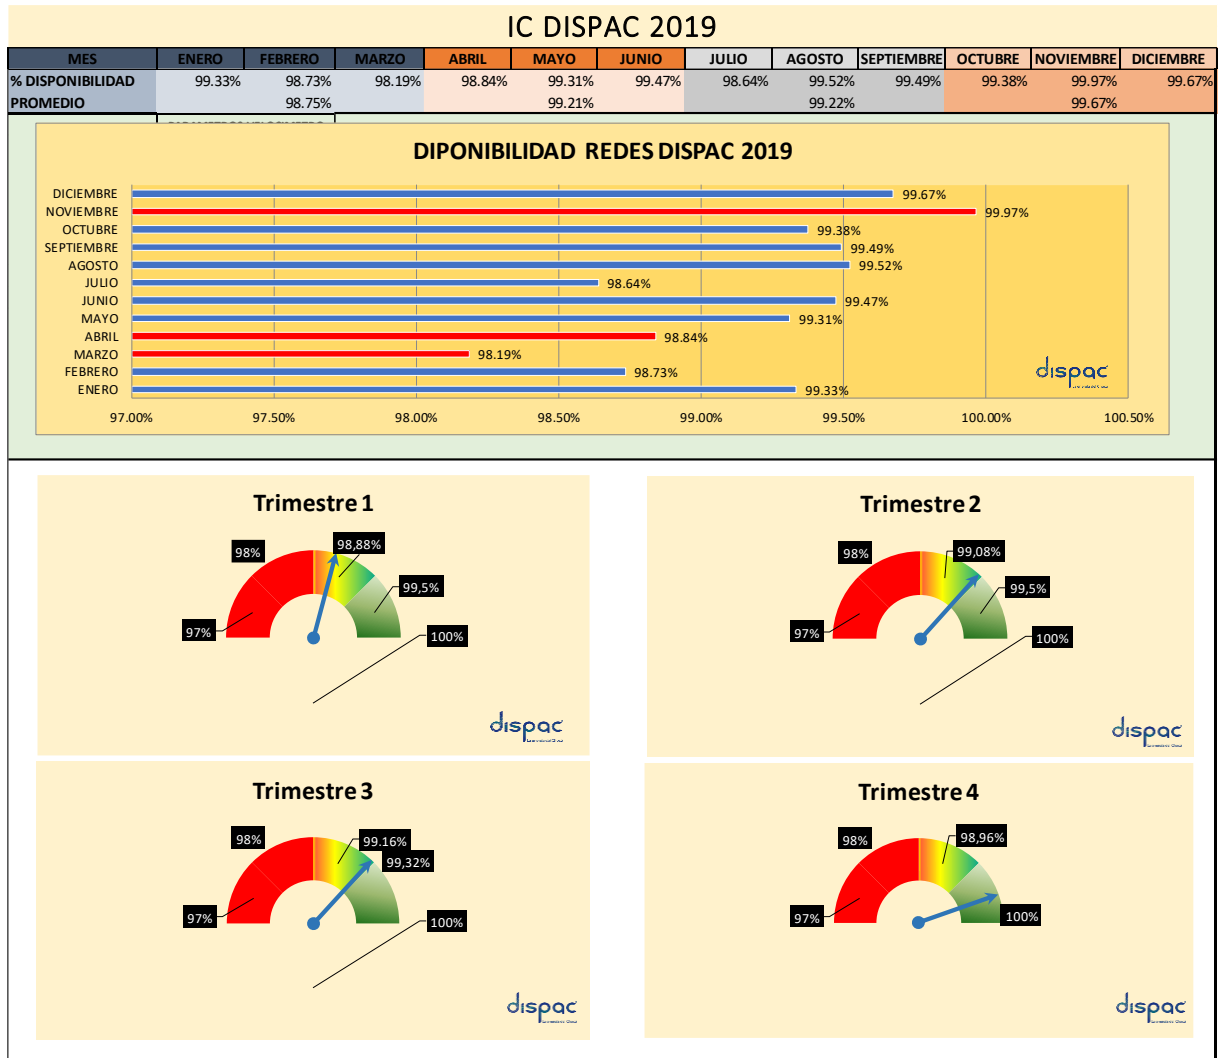 IC DISPAC 2019
MES ENERO FEBRERO MARZO ABRIL MAYO JUNIO JULIO AGOSTO SEPTIEMBRE OCTUBRE NOVIEMBRE DICIEMBRE
% DISPONIBILIDAD 99.33% 98.73% 98.19% 98.84% 99.31% 99.47% 98.64% 99.52% 99.49% 99.38% 99.97% 99.67%
PROMEDIO 98.75% 99.21% 99.22% 99.67%
DIPONIBILIDAD REDES DISPAC 2019
DICIEMBRE 99.67%
NOVIEMBRE 99.97%
OCTUBRE 99.38%
SEPTIEMBRE 99.49%
AGOSTO 99.52%
JULIO 98.64%
JUNIO 99.47%
MAYO 99.31%
ABRIL 98.84%
MARZO 98.19%
FEBRERO 98.73%
ENERO 99.33%
dispac
97.00% 97.50% 98.00% 98.50% 99.00% 99.50% 100.00% 100.50%
Trimestre 1
98% 98,88%
99,5%
97% 100%
dispac
Trimestre 2
98% 99,08%
99,5%
97% 100%
dispac
Trimestre 3
98% 99.16%
99,32%
97% 100%
dispac
Trimestre 4
98% 98,96%
97% 100%
dispac